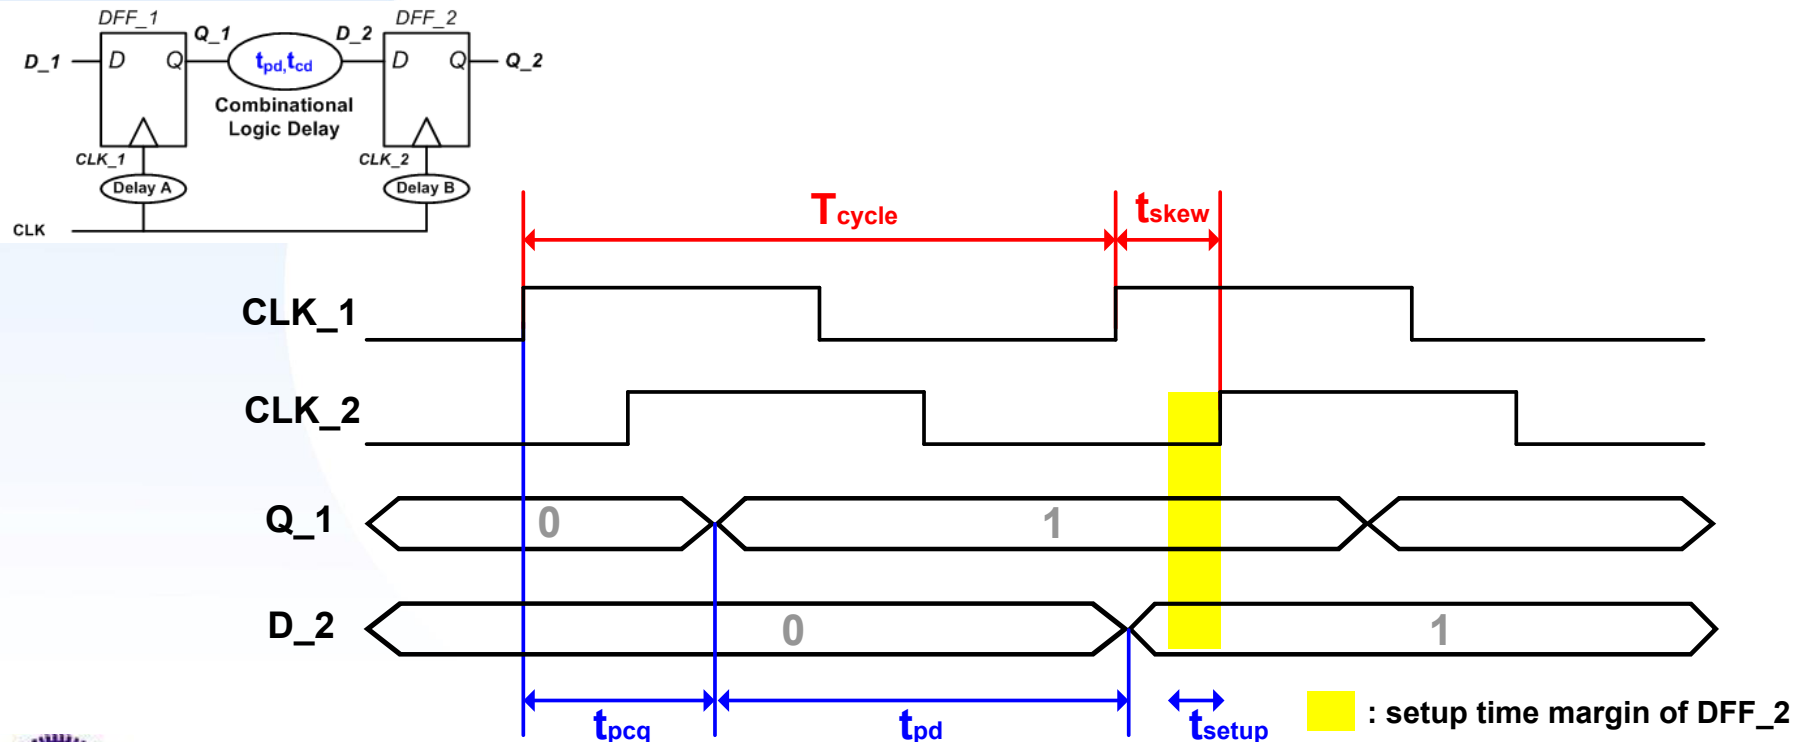 DFF_1
DFF_2
Q_1
D_2
D_1
D
Q
tpd,tcd
D
Q
Q_2
Combinational
Logic Delay
CLK_1
CLK_2
Delay A
Delay B
CLK
Tcycle
tskew
CLK_1
CLK_2
Q_1
0
1
D_2
0
1
tpcq
tpd
tsetup
: setup time margin of DFF_2